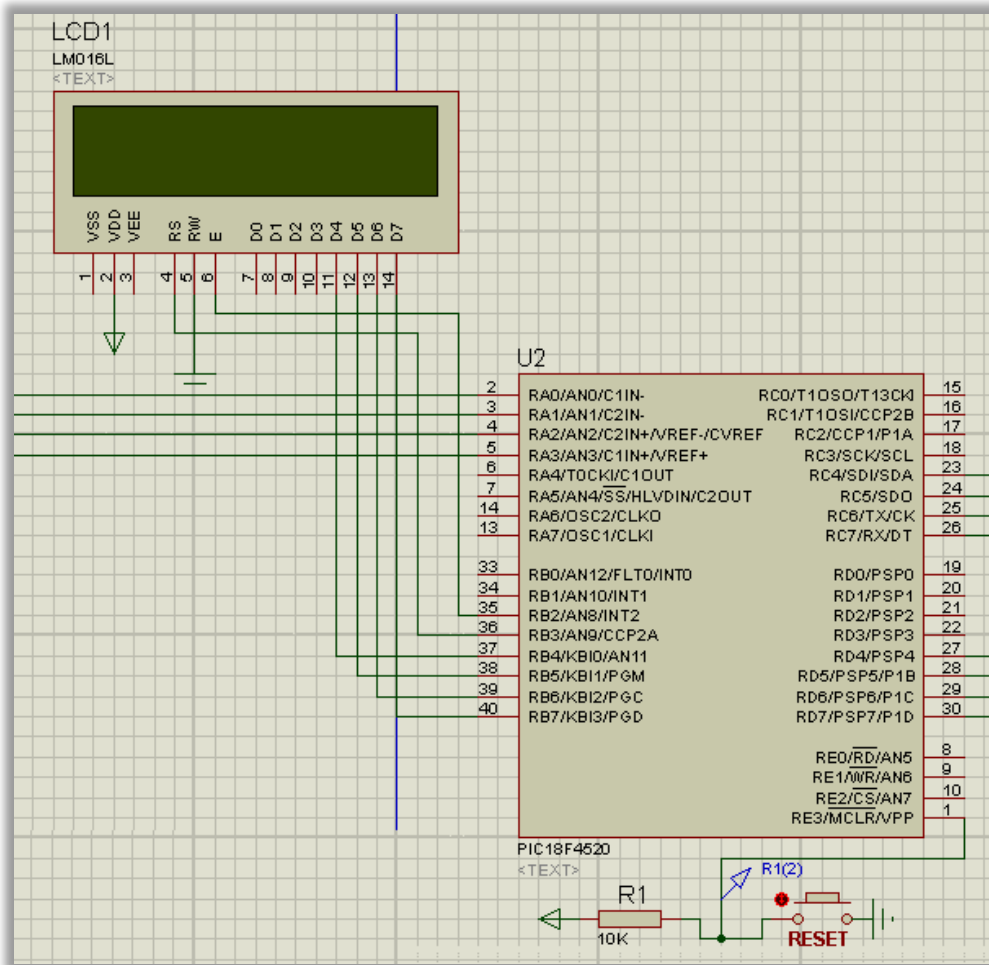 LCD1
LM016L
<TEXT>
VSS
VDD
VEE
RS
RW
E
D0
D1
D2
D3
D4
D5
D6
D7
1
2
3
4
5
6
7
8
9
10
11
12
13
14
U2
2 RA0/AN0/C1IN- RC0/T1OSO/T13CKI 15
3 RA1/AN1/C2IN- RC1/T1OSI/CCP2B 16
4 RA2/AN2/C2IN+/VREF-/CVREF RC2/CCP1/P1A 17
5 RA3/AN3/C1IN+/VREF+ RC3/SCK/SCL 18
6 RA4/T0CKI/C1OUT RC4/SDI/SDA 23
7 RA5/AN4/SS/HLVDIN/C2OUT RC5/SDO 24
14 RA6/OSC2/CLKO RC6/TX/CK 25
13 RA7/OSC1/CLKI RC7/RX/DT 26
33 RB0/AN12/FLT0/INT0 RD0/PSP0 19
34 RB1/AN10/INT1 RD1/PSP1 20
35 RB2/AN8/INT2 RD2/PSP2 21
36 RB3/AN9/CCP2A RD3/PSP3 22
37 RB4/KBI0/AN11 RD4/PSP4 27
38 RB5/KBI1/PGM RD5/PSP5/P1B 28
39 RB6/KBI2/PGC RD6/PSP6/P1C 29
40 RB7/KBI3/PGD RD7/PSP7/P1D 30
RE0/RD/AN5 8
RE1/WR/AN6 9
RE2/CS/AN7 10
RE3/MCLR/VPP 1
PIC18F4520
<TEXT>
R1(2)
R1
10K
RESET